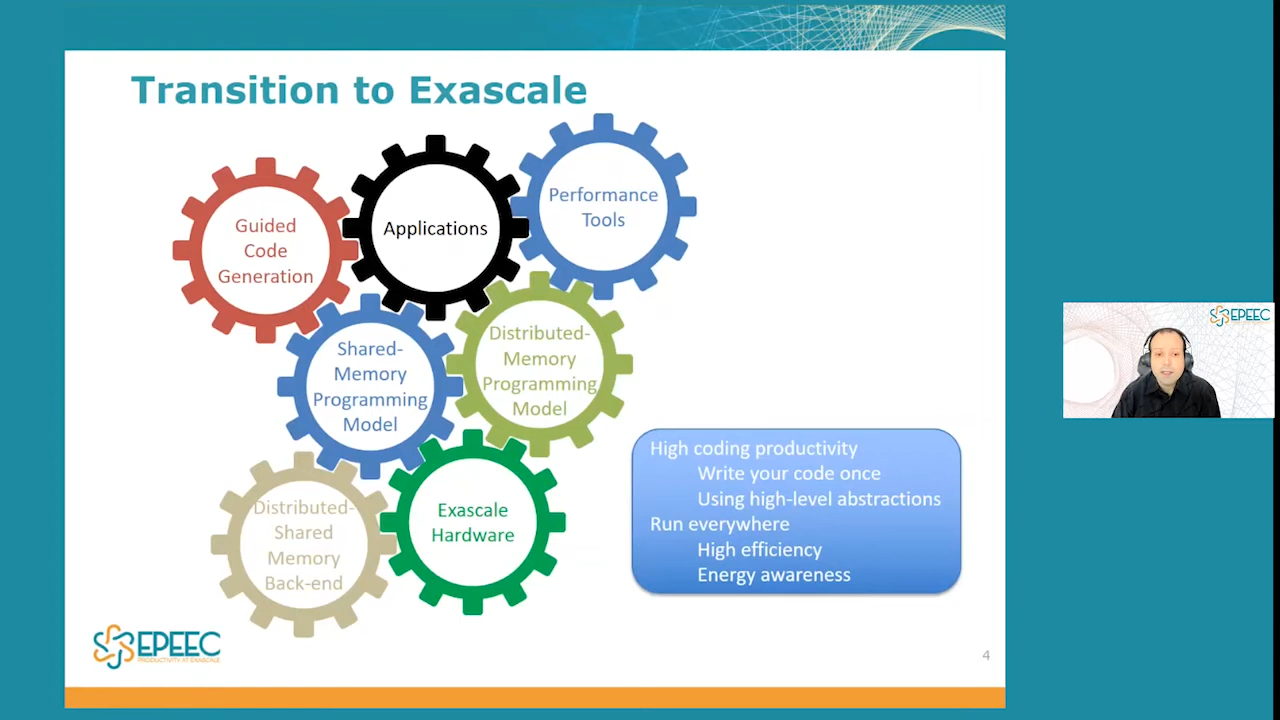 Transition to Exascale
Guided
Code
Generation
Applications
Performance
Tools
Shared-
Memory
Programming
Model
Distributed-
Memory
Programming
Model
Distributed-
Shared
Memory
Back-end
Exascale
Hardware
High coding productivity
Write your code once
Using high-level abstractions
Run everywhere
High efficiency
Energy awareness
EPEEC
PRODUCTIVITY AT EXASCALE
4
EPEEC